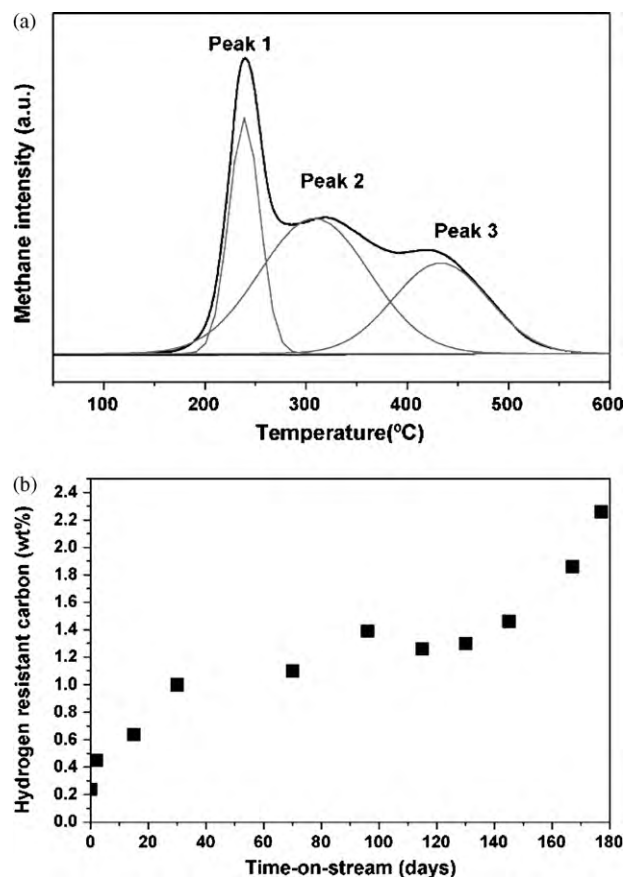 (a)
Peak 1
Peak 2
Peak 3
Methane intensity (a.u.)
100 200 300 400 500 600
Temperature(ºC)
(b)
Hydrogen resistant carbon (wt%)
2.4
2.2
2.0
1.8
1.6
1.4
1.2
1.0
0.8
0.6
0.4
0.2
0.0
0 20 40 60 80 100 120 140 160 180
Time-on-stream (days)